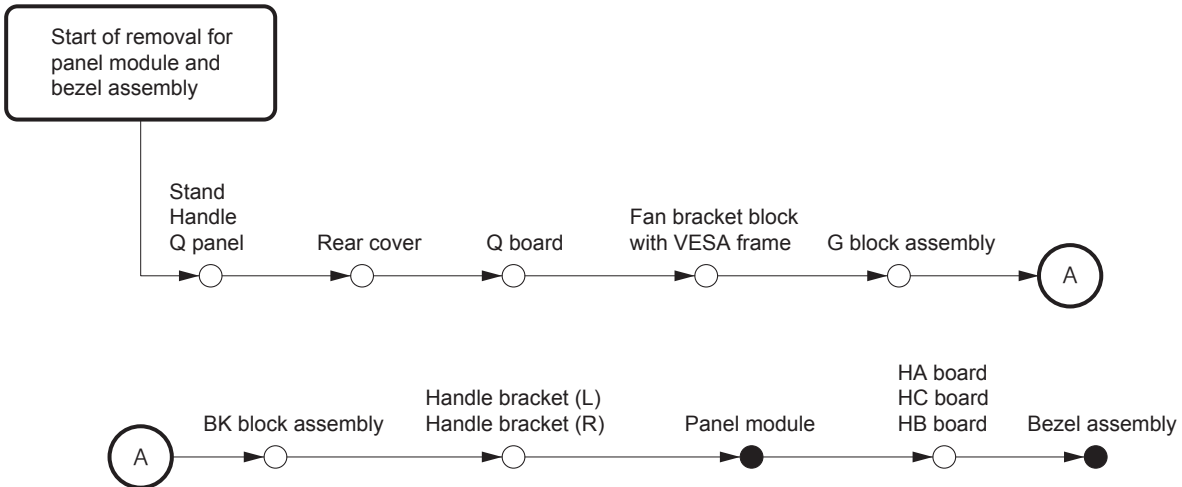 Start of removal for
panel module and
bezel assembly
Stand
Handle
Q panel
Rear cover
Q board
Fan bracket block
with VESA frame
G block assembly
A
A
BK block assembly
Handle bracket (L)
Handle bracket (R)
Panel module
HA board
HC board
HB board
Bezel assembly